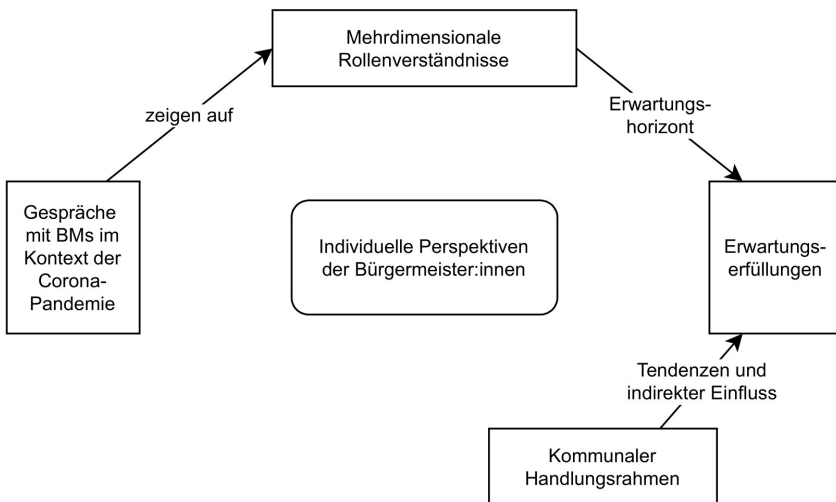 Mehrdimensionale
Rollenverständnisse
zeigen auf
Erwartungs-
horizont
Gespräche
mit BMs im
Kontext der
Corona-
Pandemie
Individuelle Perspektiven
der Bürgermeister:innen
Erwartungs-
erfüllungen
Tendenzen und
indirekter Einfluss
Kommunaler
Handlungsrahmen